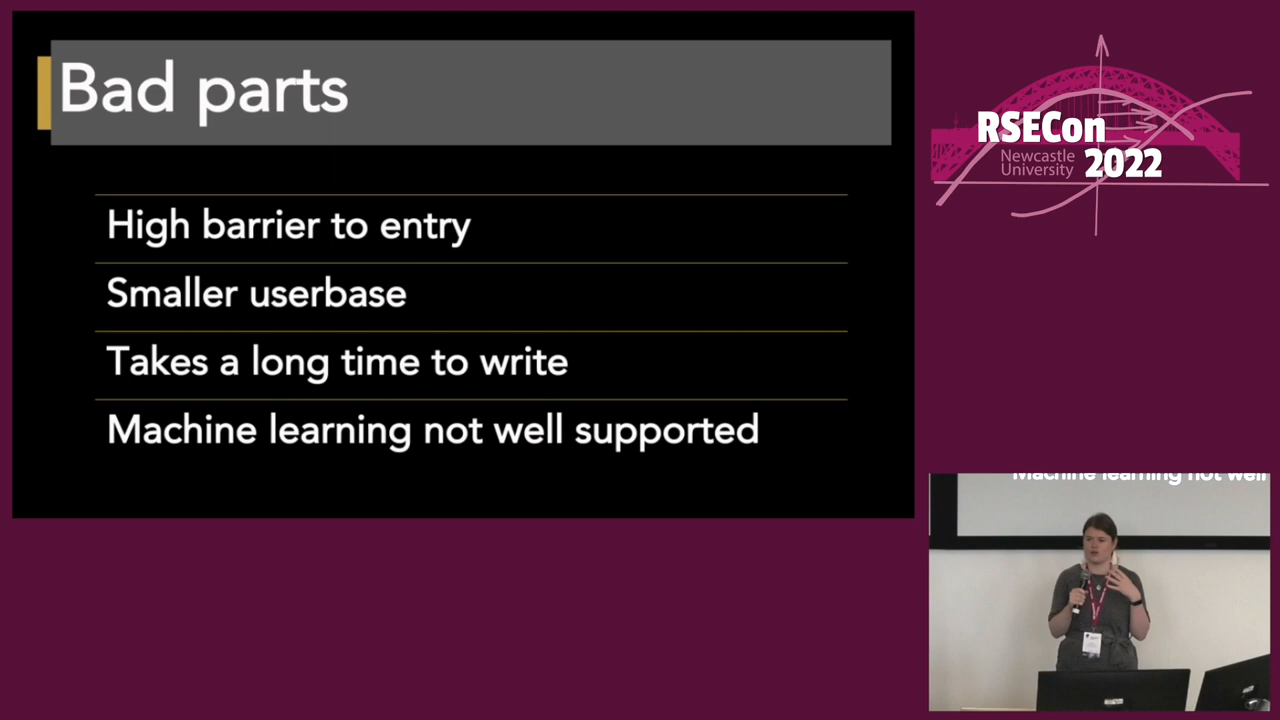 Bad parts
High barrier to entry
Smaller userbase
Takes a long time to write
Machine learning not well supported
RSECon
Newcastle
University
2022
Machine learning not well